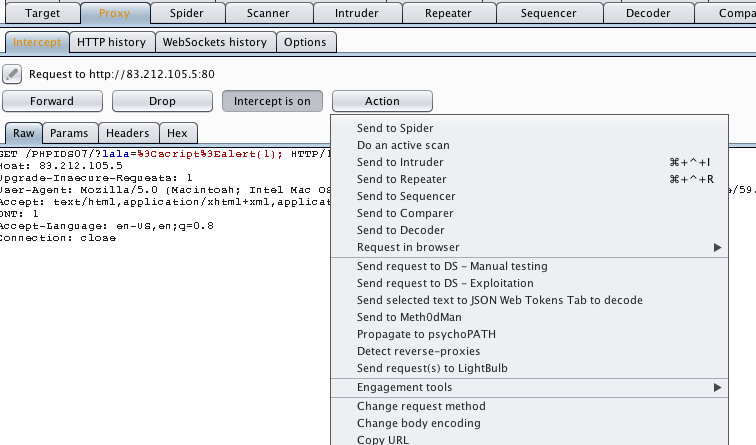 Target Proxy Spider Scanner Intruder Repeater Sequencer Decoder Compa
Intercept HTTP history WebSockets history Options
Request to http://83.212.105.5:80
Forward Drop Intercept is on Action
Raw Params Headers Hex
GET /PHPIDS07/?lala=%3Cscript%3Ealert(1); HTTP/1
Host: 83.212.105.5
Upgrade-Insecure-Requests: 1
User-Agent: Mozilla/5.0 (Macintosh; Intel Mac OS e/59.
Accept: text/html,application/xhtml+xml,applicat
DNT: 1
Accept-Language: en-US,en;q=0.8
Connection: close
Send to Spider
Do an active scan
Send to Intruder ⌘+^+I
Send to Repeater ⌘+^+R
Send to Sequencer
Send to Comparer
Send to Decoder
Request in browser
Send request to DS - Manual testing
Send request to DS - Exploitation
Send selected text to JSON Web Tokens Tab to decode
Send to Meth0dMan
Propagate to psychoPATH
Detect reverse-proxies
Send request(s) to LightBulb
Engagement tools
Change request method
Change body encoding
Copy URL